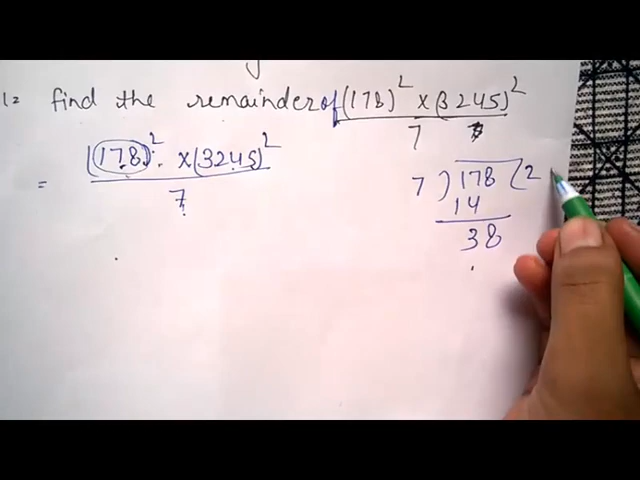 12 find the remainder of (178)² × (3245)²
7
= (178)². × (3245)²
7
7 ) 178 ( 2
14
38